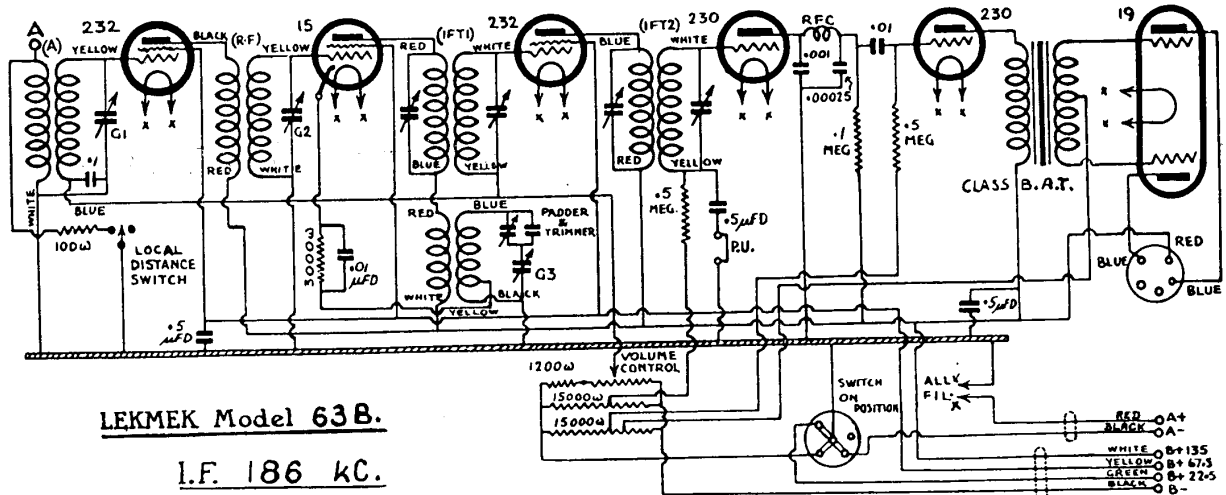 A
(A)
YELLOW
232
BLACK
(R·F)
YELLOW
15
RED
(IFT1)
WHITE
232
BLUE
(IFT2)
WHITE
230
RFC
.01
230
19
.001
.00025
G1
G2
x x
x x
x x
x x
x x
x
x
.1
WHITE
BLUE
RED
WHITE
BLUE
YELLOW
RED
YELLOW
.1
MEG
.5
MEG
CLASS B.A.T.
100ω
LOCAL
DISTANCE
SWITCH
.5
µFD
30000ω
.01
µFD
RED
BLUE
PADDER
&
TRIMMER
G3
WHITE
BLACK
YELLOW
.5
MEG.
.5µFD
P.U.
.5µFD
BLUE
RED
BLUE
1200ω
VOLUME
CONTROL
15000ω
15000ω
SWITCH
ON
POSITION
ALL x
FIL. x
RED A+
BLACK A-
WHITE B+135
YELLOW B+67.5
GREEN B+22.5
BLACK B-
LEKMEK Model 63B.
I.F. 186 kC.